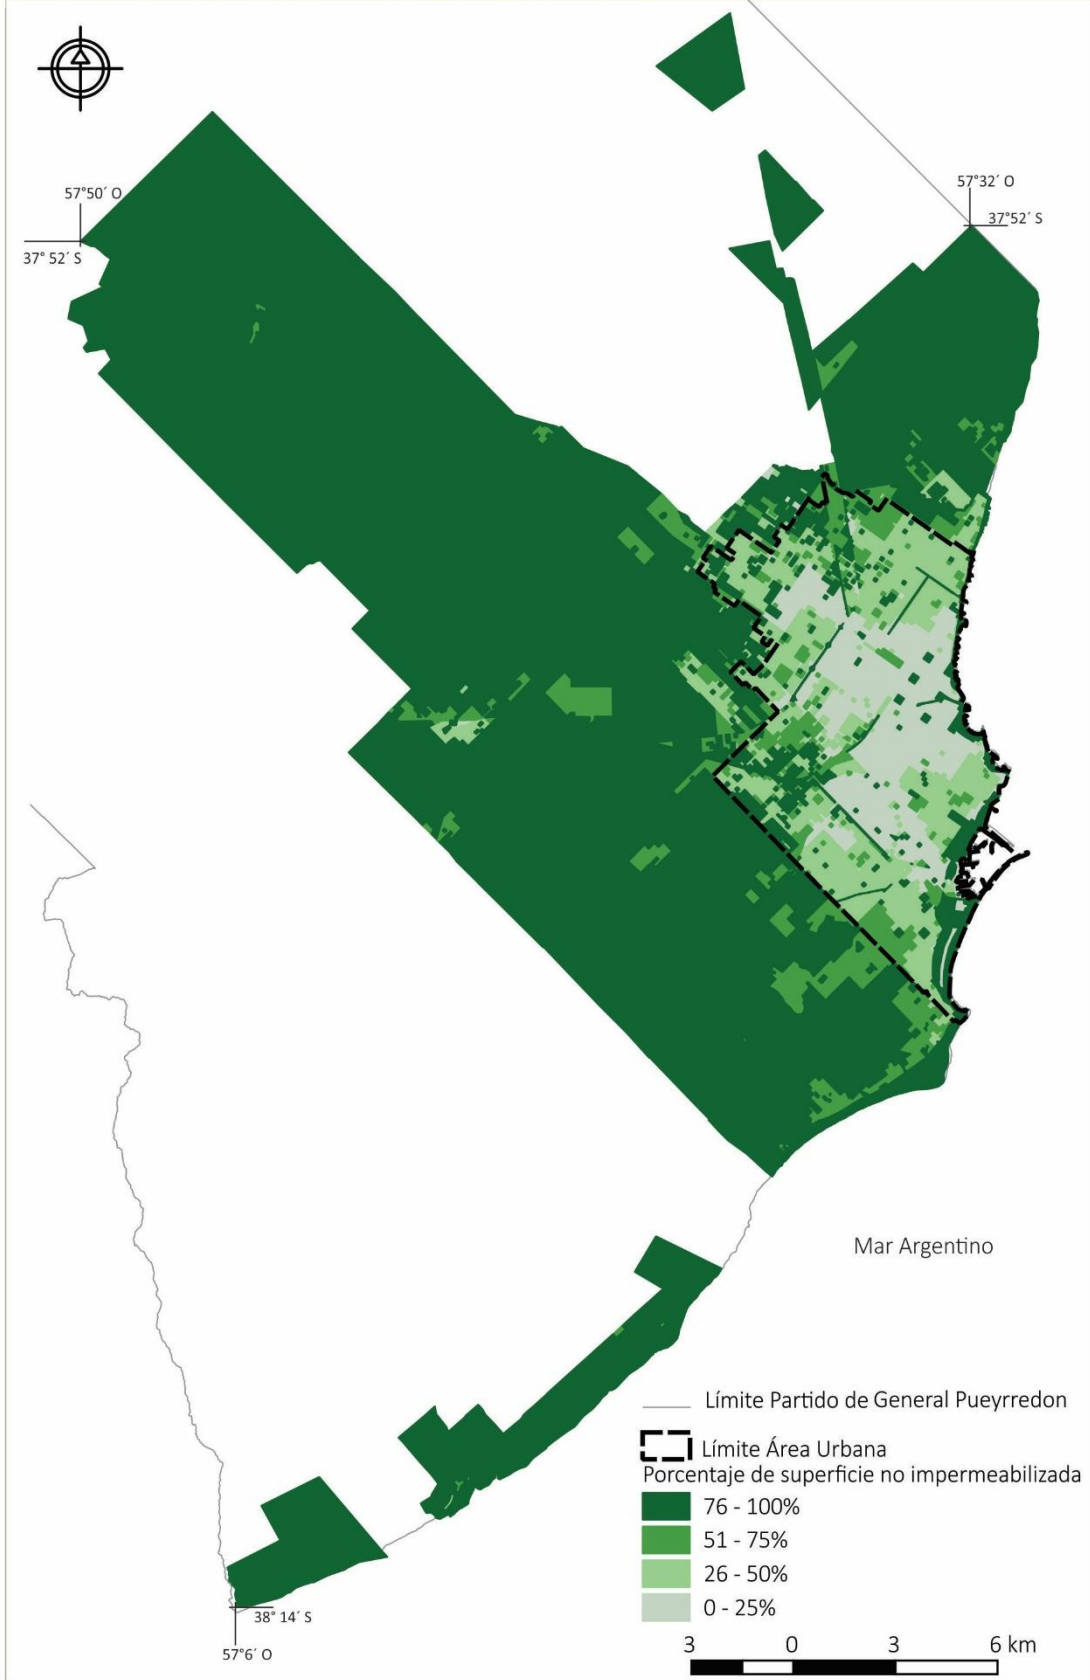 57°50´ O
37° 52´ S
57°32´ O
37°52´ S
Mar Argentino
Límite Partido de General Pueyrredon
Límite Área Urbana
Porcentaje de superficie no impermeabilizada
76 - 100%
51 - 75%
26 - 50%
0 - 25%
38° 14´ S
57°6´ O
3 0 3 6 km